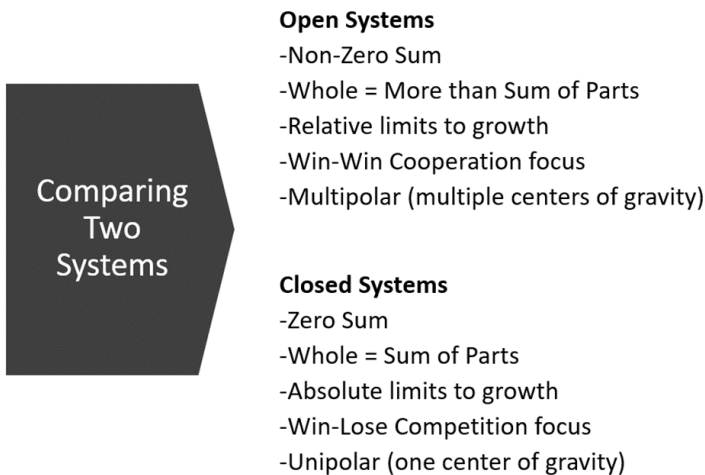 Comparing
Two
Systems
Open Systems
-Non-Zero Sum
-Whole = More than Sum of Parts
-Relative limits to growth
-Win-Win Cooperation focus
-Multipolar (multiple centers of gravity)
Closed Systems
-Zero Sum
-Whole = Sum of Parts
-Absolute limits to growth
-Win-Lose Competition focus
-Unipolar (one center of gravity)